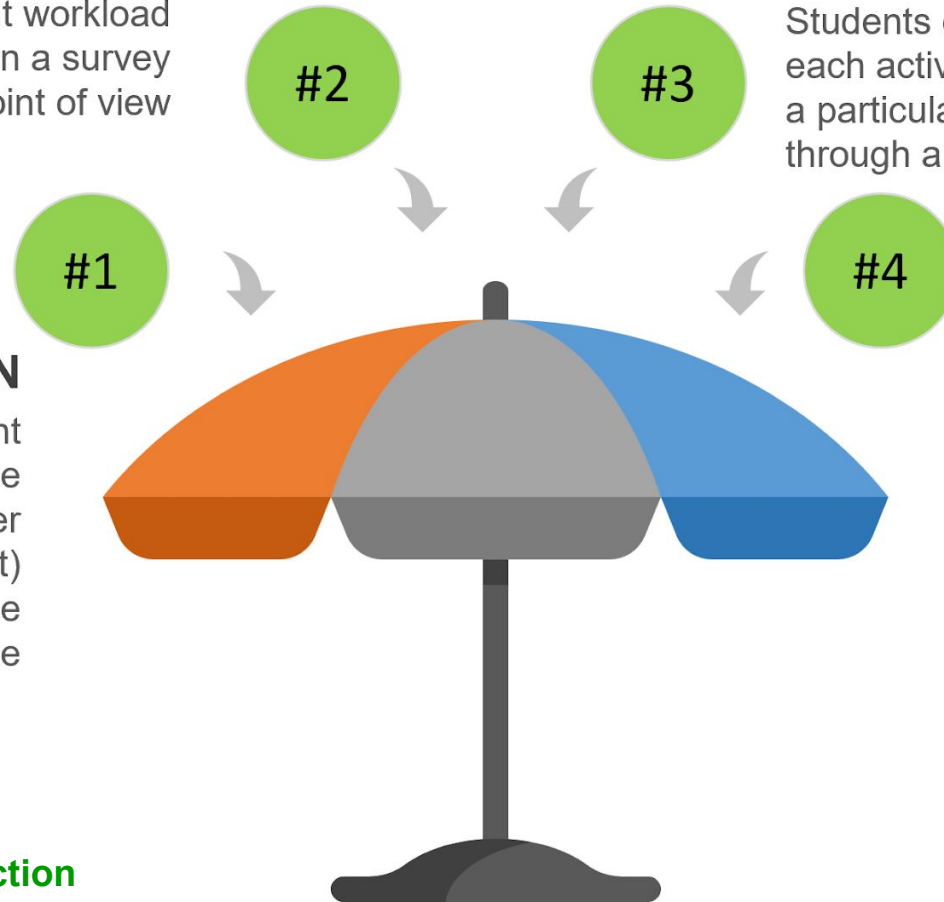 t workload
n a survey
oint of view
#2
#3
Students
each activ
a particula
through a
#1
#4
N
nt
e
er
t)
e
e
ction